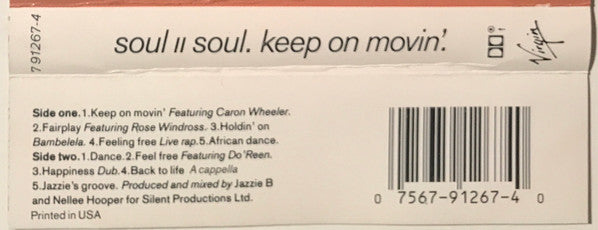 791267-4
soul II soul. keep on movin'.
Virgin
Side one.1.Keep on movin' Featuring Caron Wheeler.
2.Fairplay Featuring Rose Windross. 3.Holdin' on
Bambelela. 4.Feeling free Live rap.5.African dance.
Side two.1.Dance.2.Feel free Featuring Do'Reen.
3.Happiness Dub.4.Back to life A cappella
5.Jazzie's groove. Produced and mixed by Jazzie B
and Nellee Hooper for Silent Productions Ltd.
Printed in USA
0 7567-91267-4 0